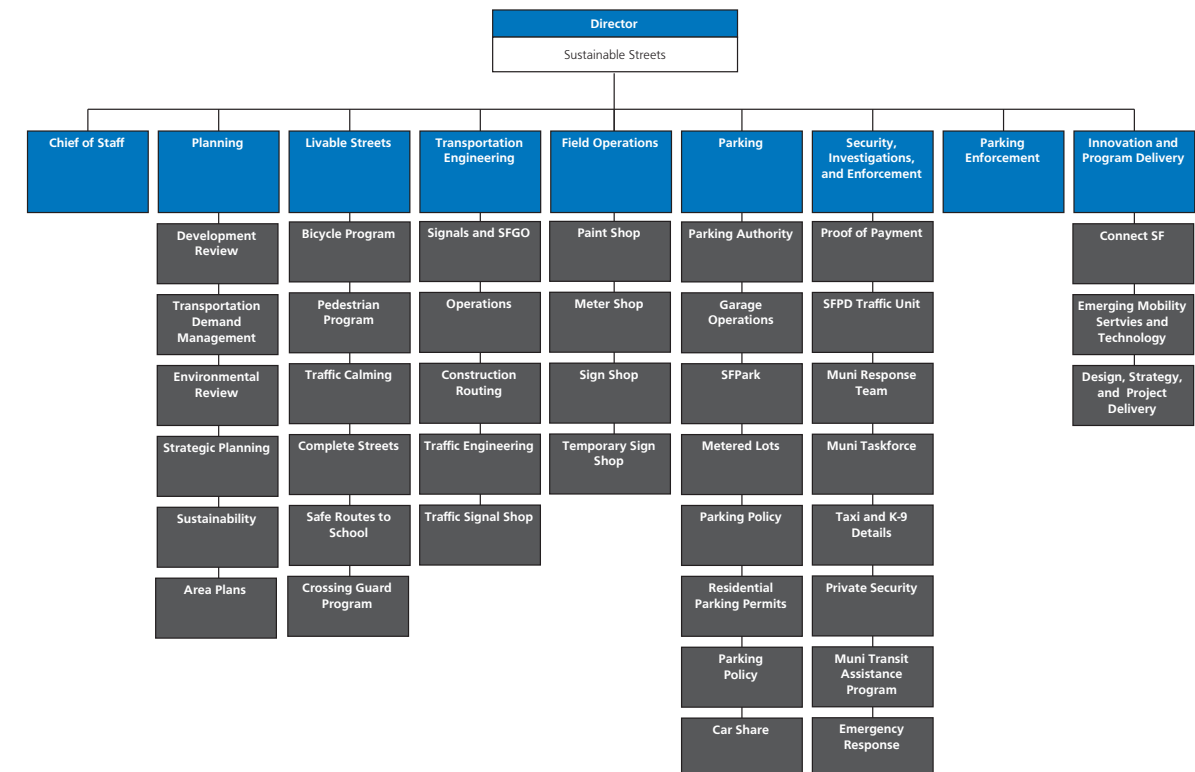 Director
Sustainable Streets
Chief of Staff
Planning
Development
Review
Transportation
Demand
Management
Environmental
Review
Strategic Planning
Sustainability
Area Plans
Livable Streets
Bicycle Program
Pedestrian
Program
Traffic Calming
Complete Streets
Safe Routes to
School
Crossing Guard
Program
Transportation
Engineering
Signals and SFGO
Operations
Construction
Routing
Traffic Engineering
Traffic Signal Shop
Field Operations
Paint Shop
Meter Shop
Sign Shop
Temporary Sign
Shop
Parking
Parking Authority
Garage
Operations
SFPark
Metered Lots
Parking Policy
Residential
Parking Permits
Parking
Policy
Car Share
Security,
Investigations,
and Enforcement
Proof of Payment
SFPD Traffic Unit
Muni Response
Team
Muni Taskforce
Taxi and K-9
Details
Private Security
Muni Transit
Assistance
Program
Emergency
Response
Parking
Enforcement
Innovation and
Program Delivery
Connect SF
Emerging Mobility
Sertvies and
Technology
Design, Strategy,
and Project
Delivery